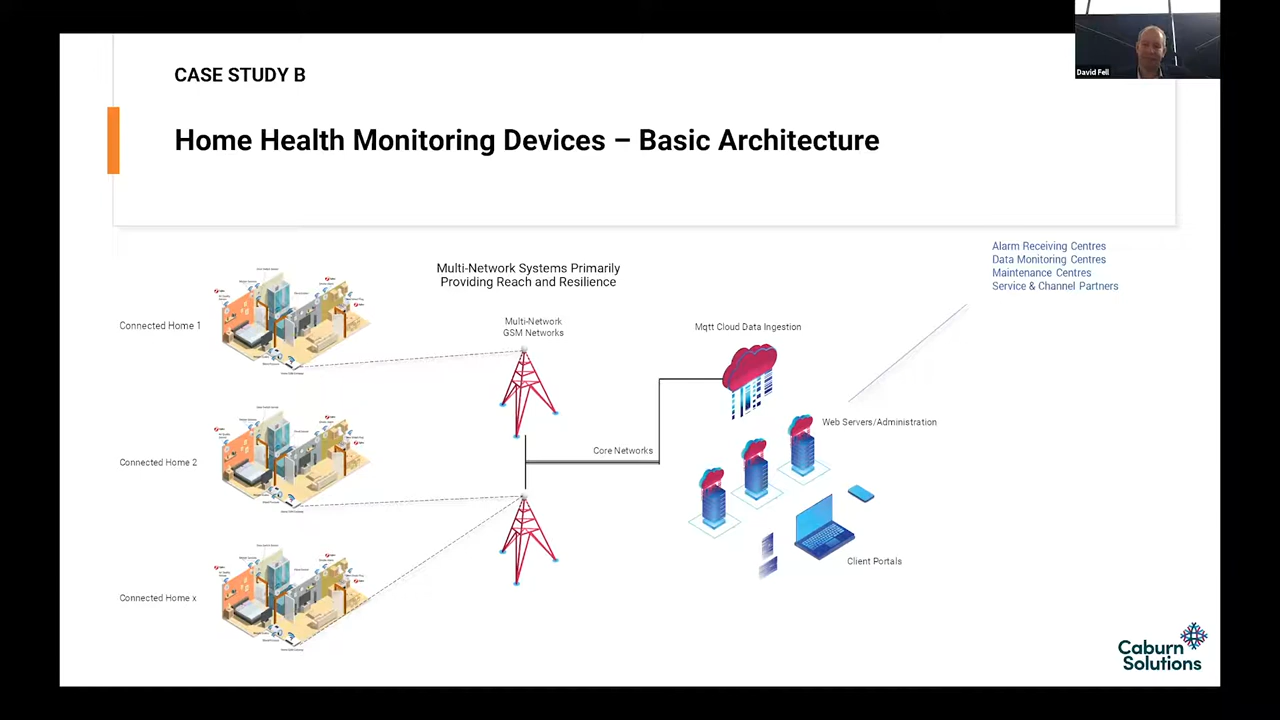 David Fell
CASE STUDY B
Home Health Monitoring Devices – Basic Architecture
Alarm Receiving Centres
Data Monitoring Centres
Maintenance Centres
Service & Channel Partners
Multi-Network Systems Primarily
Providing Reach and Resilience
Multi-Network
GSM Networks
Connected Home 1
Mqtt Cloud Data Ingestion
Web Servers/Administration
Core Networks
Connected Home 2
Client Portals
Connected Home x
Caburn
Solutions